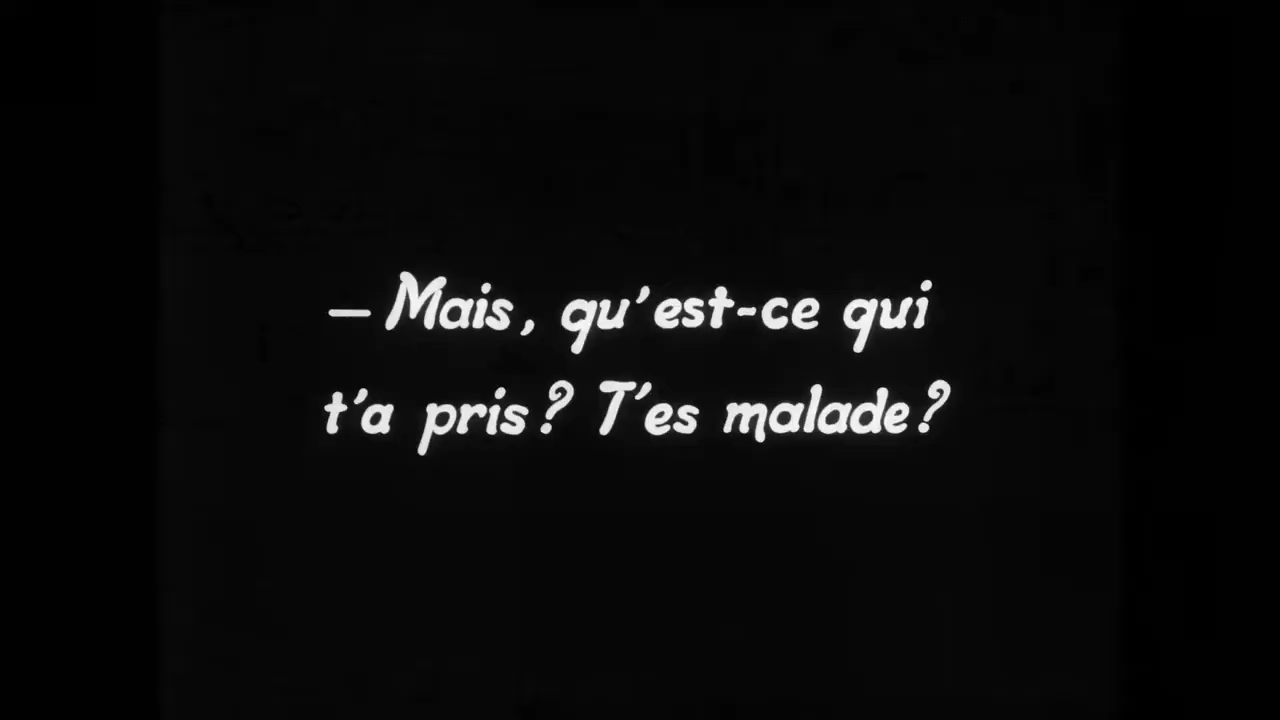 — Mais, qu'est-ce qui
t'a pris ? T'es malade ?